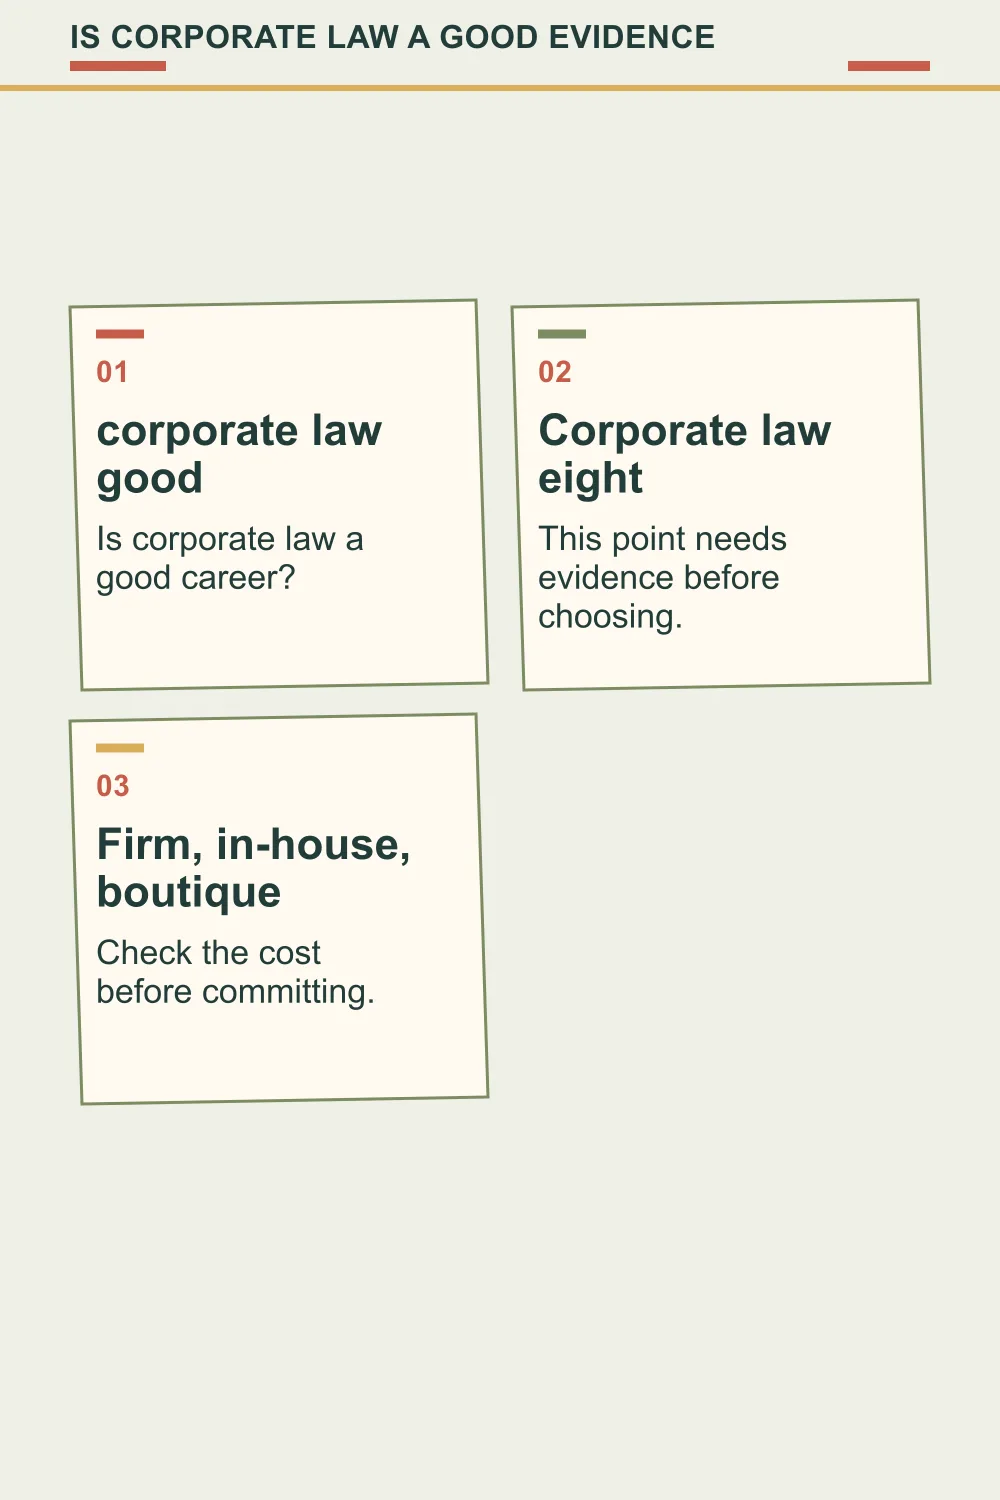 IS CORPORATE LAW A GOOD EVIDENCE
01
corporate law
good
Is corporate law a
good career?
02
Corporate law
eight
This point needs
evidence before
choosing.
03
Firm, in-house,
boutique
Check the cost
before committing.